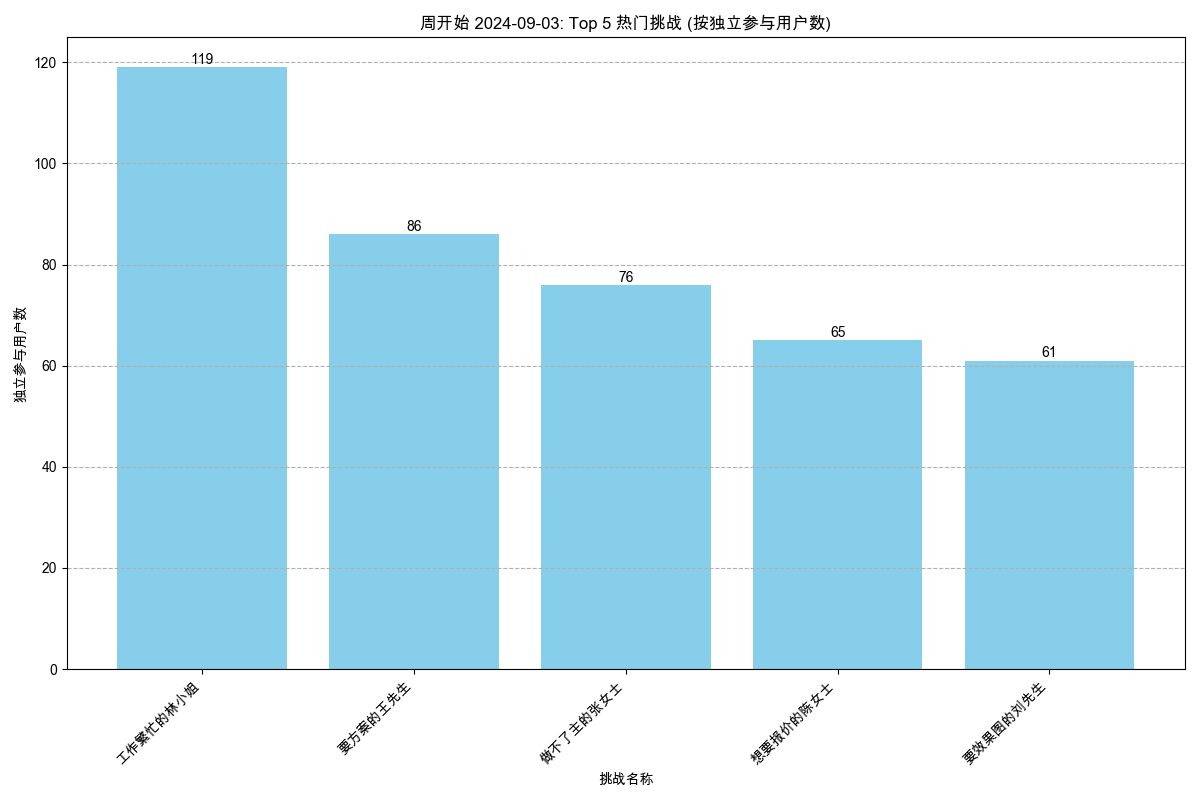 周开始 2024-09-03: Top 5 热门挑战 (按独立参与用户数)
独立参与用户数
120
100
80
60
40
20
0
119
86
76
65
61
工作繁忙的林小姐
要方案的王先生
做不了主的张女士
想要报价的陈女士
要效果图的刘先生
挑战名称